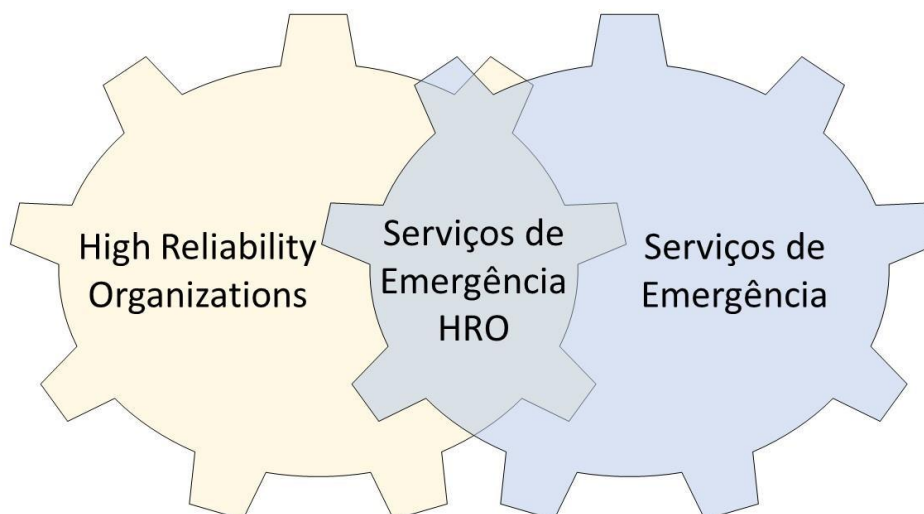 High Reliability
Organizations
Serviços de
Emergência
HRO
Serviços de
Emergência